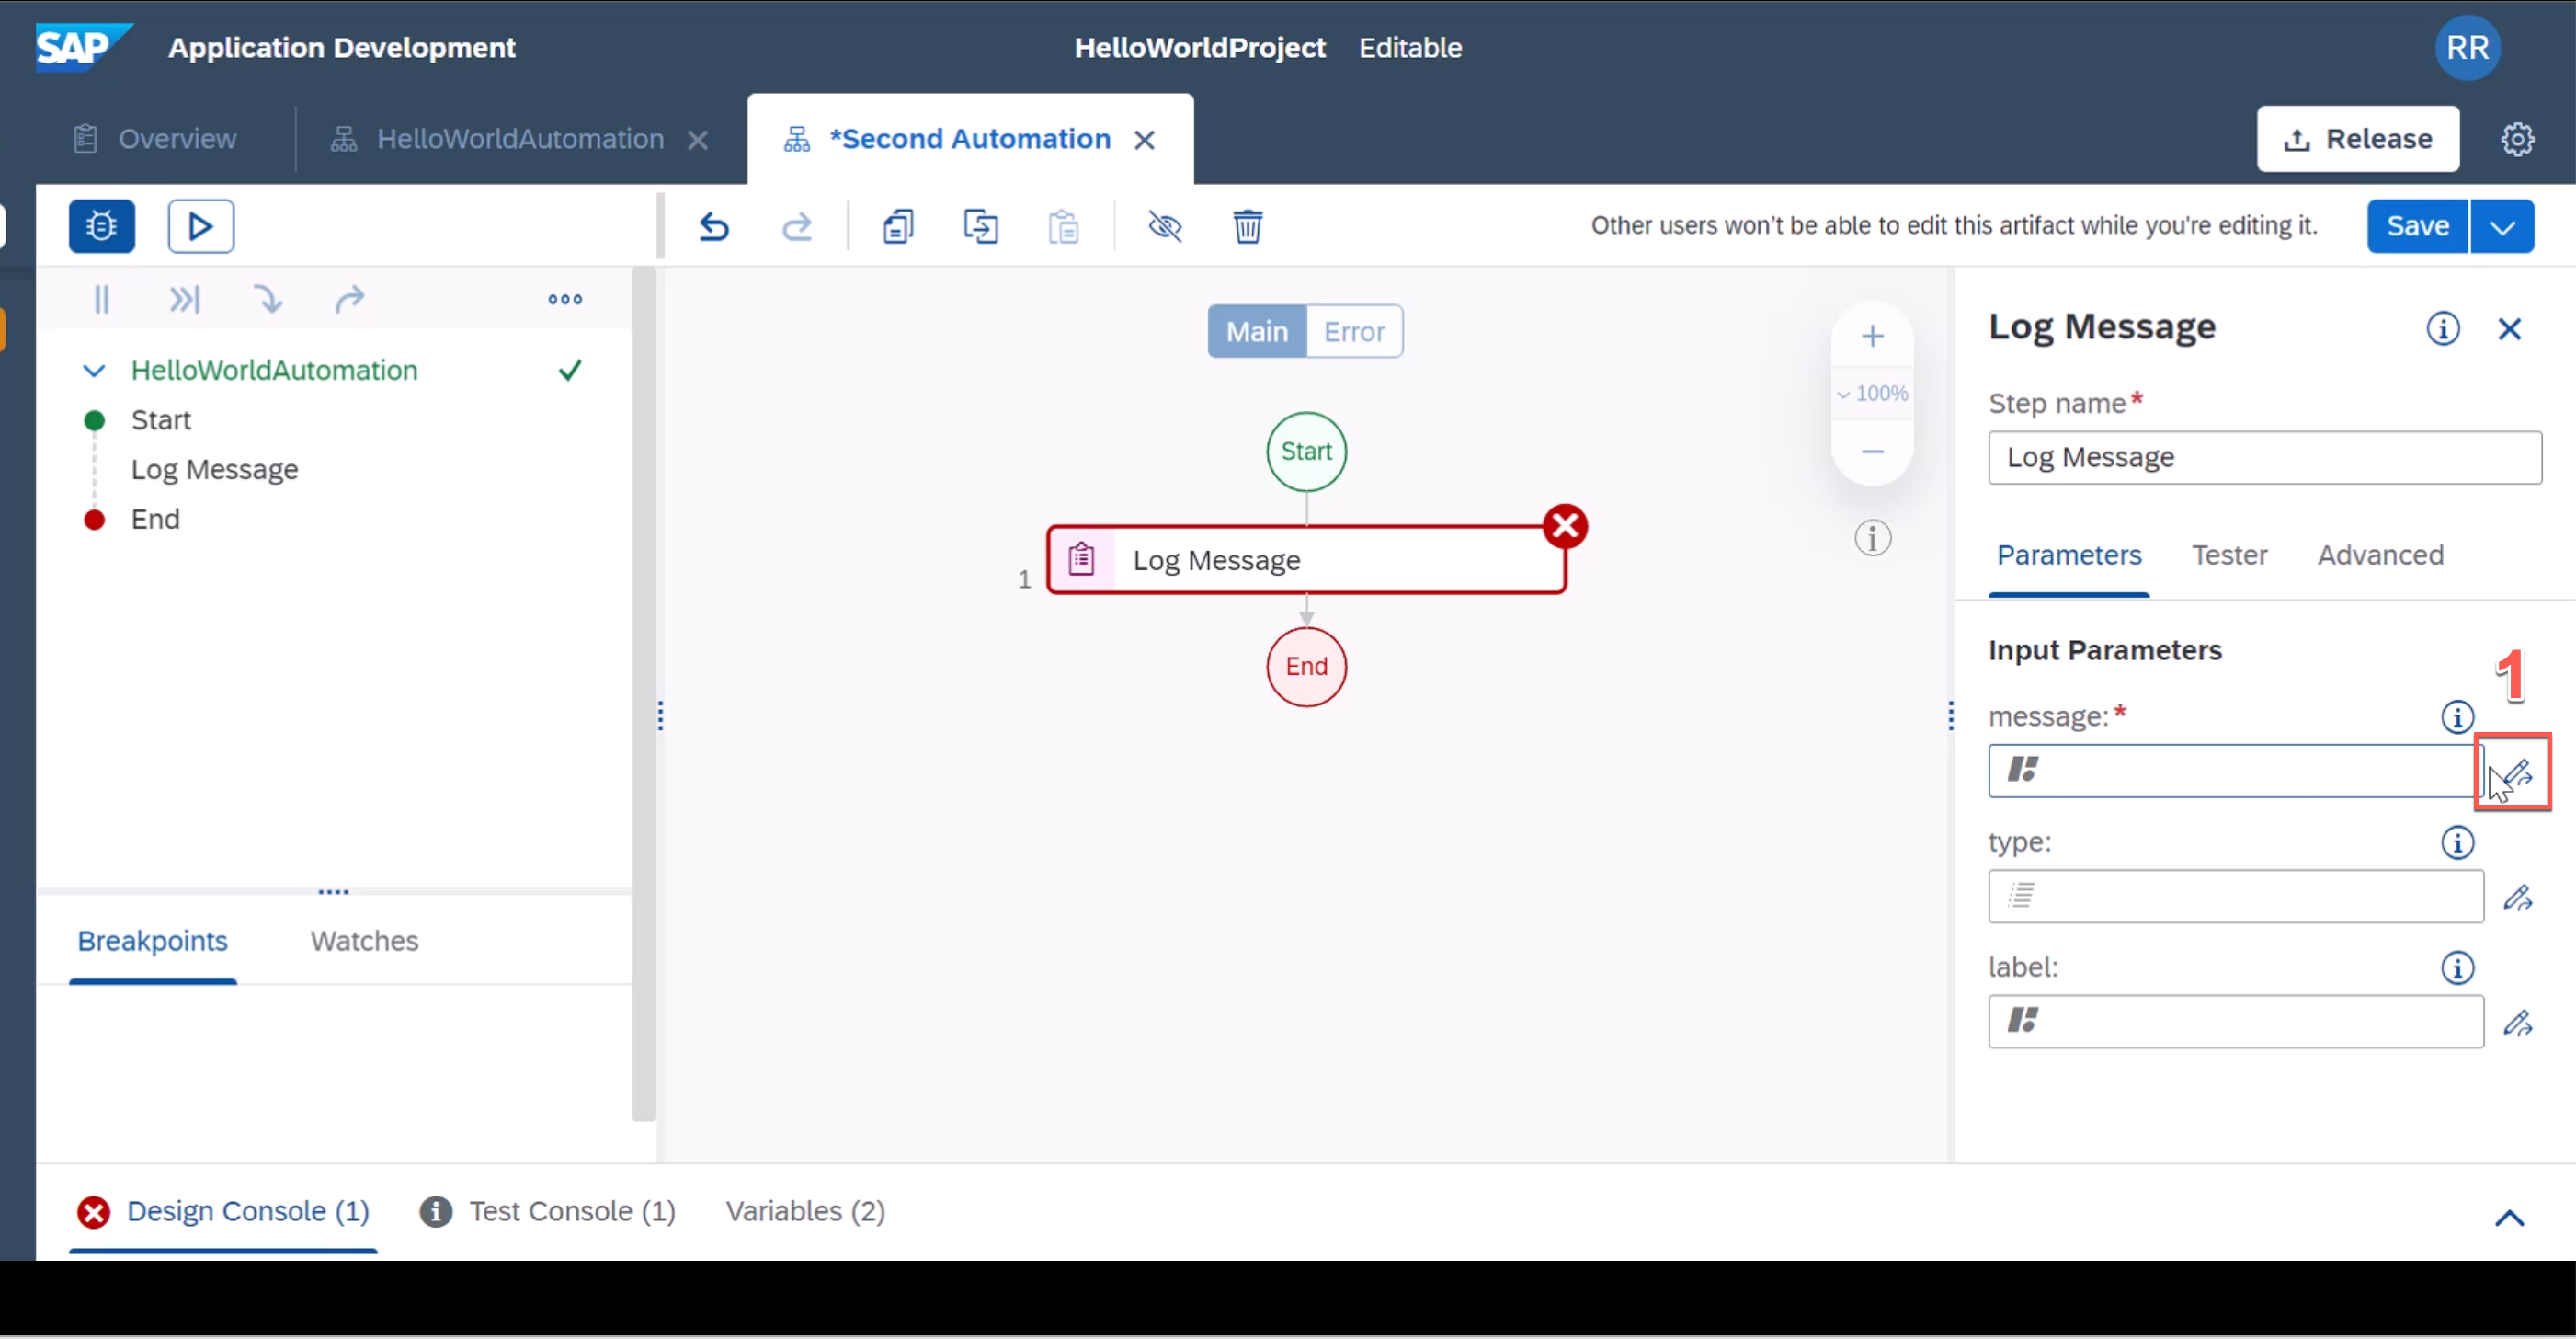 SAP Application Development HelloWorldProject Editable RR
Overview HelloWorldAutomation *Second Automation Release
Other users won't be able to edit this artifact while you're editing it. Save
HelloWorldAutomation
Start
Log Message
End
Breakpoints Watches
Main Error
100%
Start
1 Log Message
End
Log Message
Step name*
Log Message
Parameters Tester Advanced
Input Parameters
1
message:*
type:
label:
Design Console (1) Test Console (1) Variables (2)